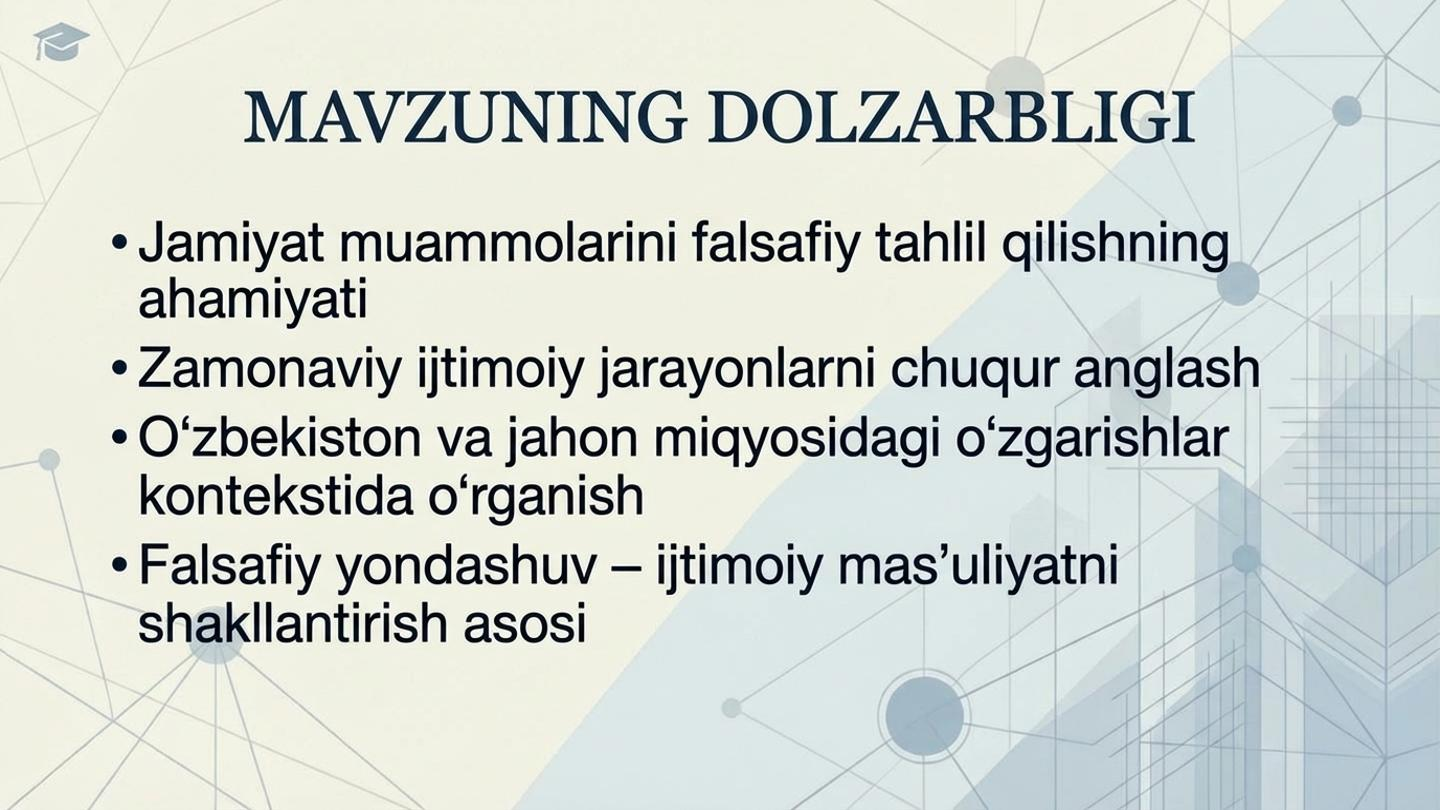 MAVZUNING DOLZARBLIGI
• Jamiyat muammolarini falsafiy tahlil qilishning
ahamiyati
• Zamonaviy ijtimoiy jarayonlarni chuqur anglash
• O‘zbekiston va jahon miqyosidagi o‘zgarishlar
kontekstida o‘rganish
• Falsafiy yondashuv – ijtimoiy mas’uliyatni
shakllantirish asosi